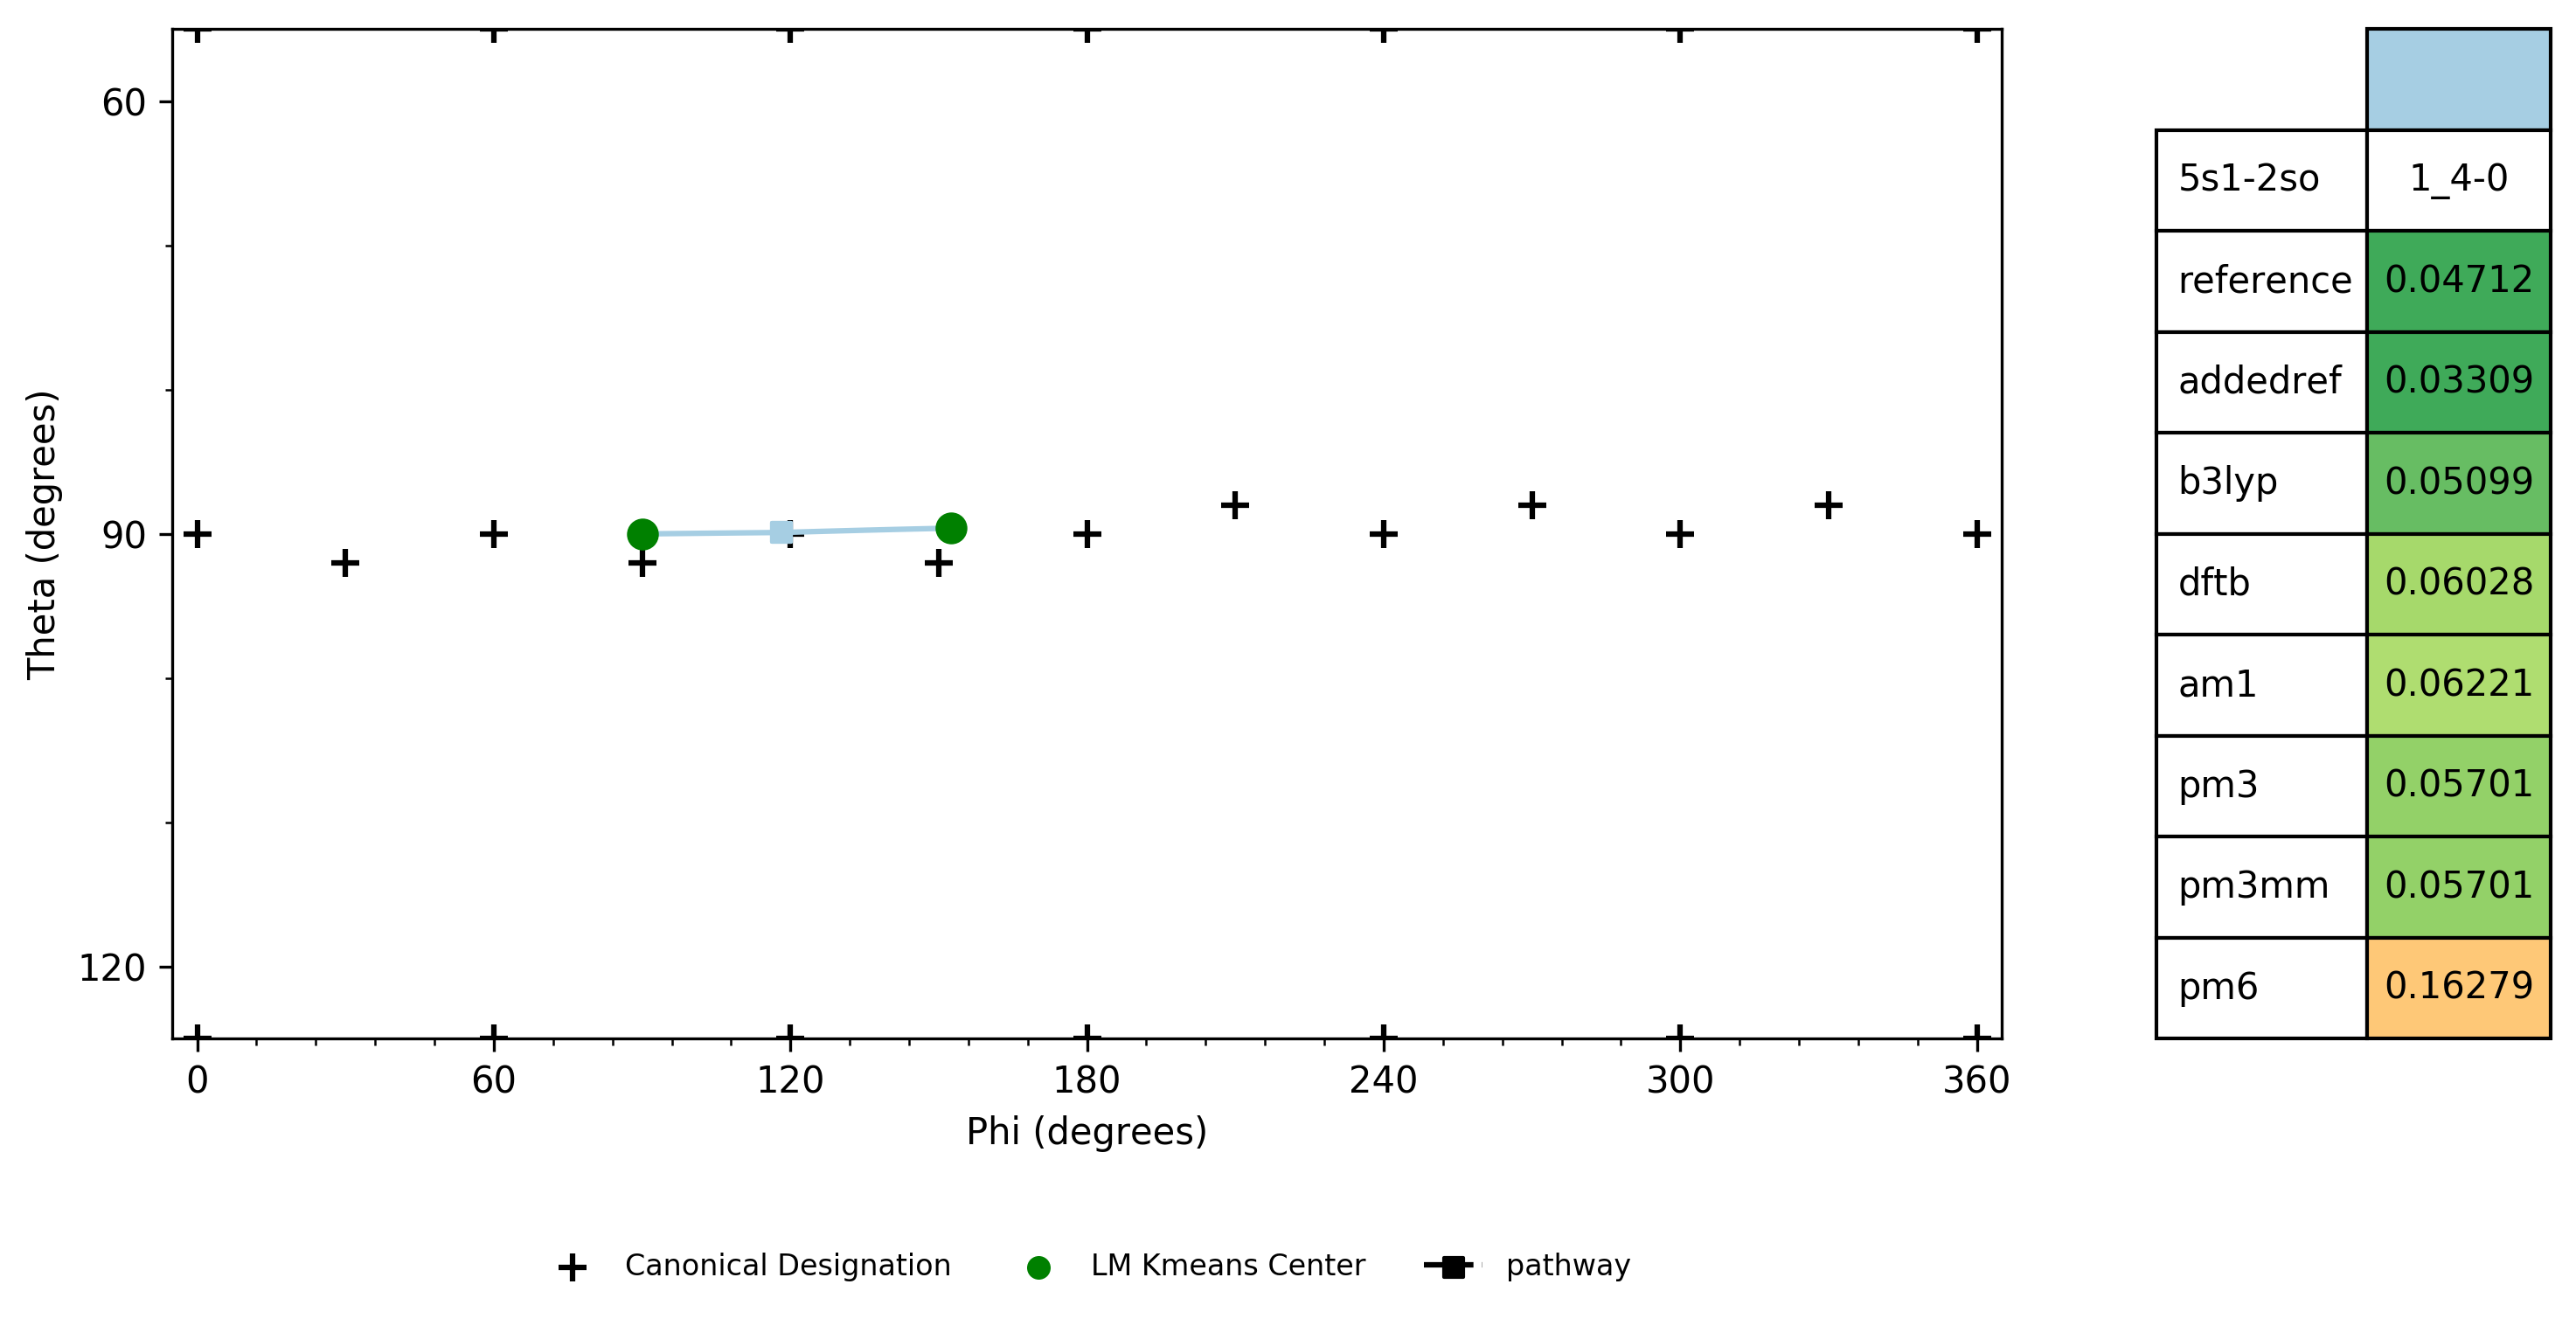 60
90
120
Theta (degrees)
0 60 120 180 240 300 360
Phi (degrees)
Canonical Designation LM Kmeans Center pathway
5s1-2so 1_4-0
reference 0.04712
addedref 0.03309
b3lyp 0.05099
dftb 0.06028
am1 0.06221
pm3 0.05701
pm3mm 0.05701
pm6 0.16279